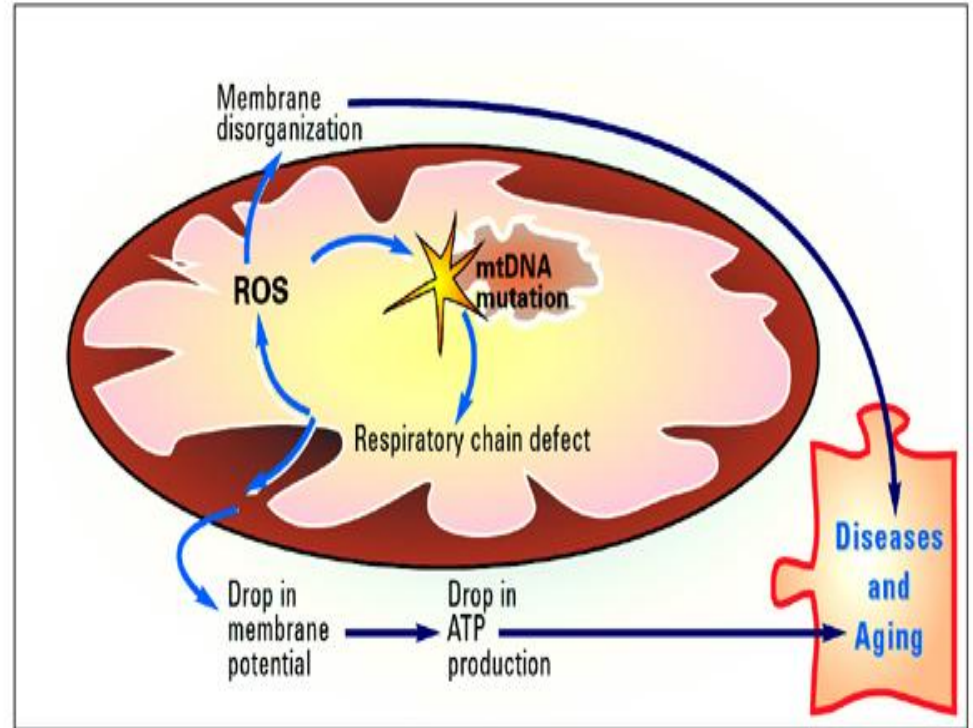 Membrane
disorganization
ROS
mtDNA
mutation
Respiratory chain defect
Drop in
membrane
potential
Drop in
ATP
production
Diseases
and
Aging